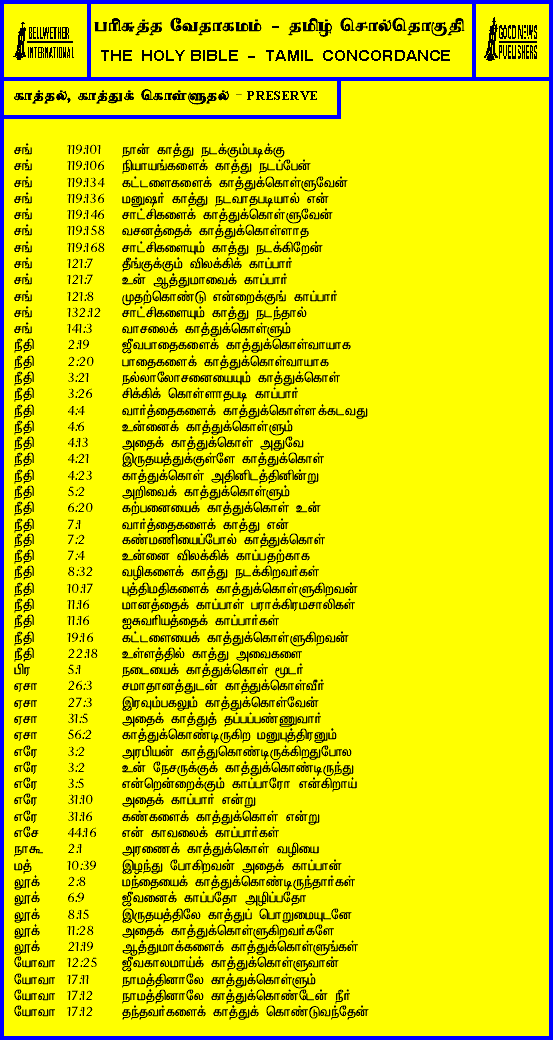 BELLWETHER
INTERNATIONAL
பரிசுத்த வேதாகமம் - தமிழ் சொல்தொகுதி
THE HOLY BIBLE - TAMIL CONCORDANCE
GOOD NEWS
PUBLISHERS
காத்தல், காத்துக் கொள்ளுதல் - PRESERVE
சங் 119:101 நான் காத்து நடக்கும்படிக்கு
சங் 119:106 நியாயங்களைக் காத்து நடப்பேன்
சங் 119:134 கட்டளைகளைக் காத்துக்கொள்ளுவேன்
சங் 119:136 மனுஷர் காத்து நடவாதபடியால் என்
சங் 119:146 சாட்சிகளைக் காத்துக்கொள்ளுவேன்
சங் 119:158 வசனத்தைக் காத்துக்கொள்ளாத
சங் 119:168 சாட்சிகளையும் காத்து நடக்கிறேன்
சங் 121:7 தீங்குக்கும் விலக்கிக் காப்பார்
சங் 121:7 உன் ஆத்துமாவைக் காப்பார்
சங் 121:8 முதற்கொண்டு என்றைக்குங் காப்பார்
சங் 132:12 சாட்சிகளையும் காத்து நடந்தால்
சங் 141:3 வாசலைக் காத்துக்கொள்ளும்
நீதி 2:19 ஜீவபாதைகளைக் காத்துக்கொள்வாயாக
நீதி 2:20 பாதைகளைக் காத்துக்கொள்வாயாக
நீதி 3:21 நல்லாலோசனையையும் காத்துக்கொள்
நீதி 3:26 சிக்கிக் கொள்ளாதபடி காப்பார்
நீதி 4:4 வார்த்தைகளைக் காத்துக்கொள்ளக்கடவது
நீதி 4:6 உன்னைக் காத்துக்கொள்ளும்
நீதி 4:13 அதைக் காத்துக்கொள் அதுவே
நீதி 4:21 இருதயத்துக்குள்ளே காத்துக்கொள்
நீதி 4:23 காத்துக்கொள் அதினிடத்தினின்று
நீதி 5:2 அறிவைக் காத்துக்கொள்ளும்
நீதி 6:20 கற்பனையைக் காத்துக்கொள் உன்
நீதி 7:1 வார்த்தைகளைக் காத்து என்
நீதி 7:2 கண்மணியைப்போல் காத்துக்கொள்
நீதி 7:4 உன்னை விலக்கிக் காப்பதற்காக
நீதி 8:32 வழிகளைக் காத்து நடக்கிறவர்கள்
நீதி 10:17 புத்திமதிகளைக் காத்துக்கொள்ளுகிறவன்
நீதி 11:16 மானத்தைக் காப்பாள் பராக்கிரமசாலிகள்
நீதி 11:16 ஐசுவரியத்தைக் காப்பார்கள்
நீதி 19:16 கட்டளையைக் காத்துக்கொள்ளுகிறவன்
நீதி 22:18 உள்ளத்தில் காத்து அவைகளை
பிர 5:1 நடையைக் காத்துக்கொள் மூடர்
ஏசா 26:3 சமாதானத்துடன் காத்துக்கொள்வீர்
ஏசா 27:3 இரவும்பகலும் காத்துக்கொள்வேன்
ஏசா 31:5 அதைக் காத்துத் தப்பப்பண்ணுவார்
ஏசா 56:2 காத்துக்கொண்டிருகிற மனுபுத்திரனும்
எரே 3:2 அரபியன் காத்துகொண்டிருக்கிறதுபோல
எரே 3:2 உன் நேசருக்குக் காத்துக்கொண்டிருந்து
எரே 3:5 என்றென்றைக்கும் காப்பாரோ என்கிறாய்
எரே 31:10 அதைக் காப்பார் என்று
எரே 31:16 கண்களைக் காத்துக்கொள் என்று
எசே 44:16 என் காவலைக் காப்பார்கள்
நாகூ 2:1 அரணைக் காத்துக்கொள் வழியை
மத் 10:39 இழந்து போகிறவன் அதைக் காப்பான்
லூக் 2:8 மந்தையைக் காத்துக்கொண்டிருந்தார்கள்
லூக் 6:9 ஜீவனைக் காப்பதோ அழிப்பதோ
லூக் 8:15 இருதயத்திலே காத்துப் பொறுமையுடனே
லூக் 11:28 அதைக் காத்துக்கொள்ளுகிறவர்களே
லூக் 21:19 ஆத்துமாக்களைக் காத்துக்கொள்ளுங்கள்
யோவா 12:25 ஜீவகாலமாய்க் காத்துக்கொள்ளுவான்
யோவா 17:11 நாமத்தினாலே காத்துக்கொள்ளும்
யோவா 17:12 நாமத்தினாலே காத்துக்கொண்டேன் நீர்
யோவா 17:12 தந்தவர்களைக் காத்துக் கொண்டுவந்தேன்